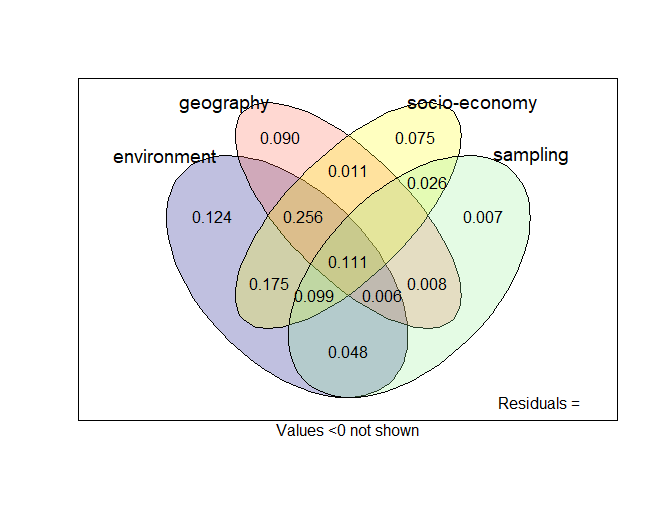 geography
socio-economy
environment
sampling
0.090
0.075
0.011
0.026
0.124
0.256
0.007
0.111
0.175
0.099
0.006
0.008
0.048
Residuals =
Values <0 not shown